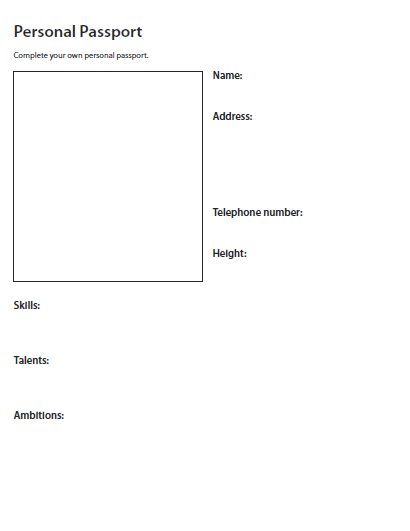 Personal Passport
Complete your own personal passport.
Name:
Address:
Telephone number:
Height:
Skills:
Talents:
Ambitions: